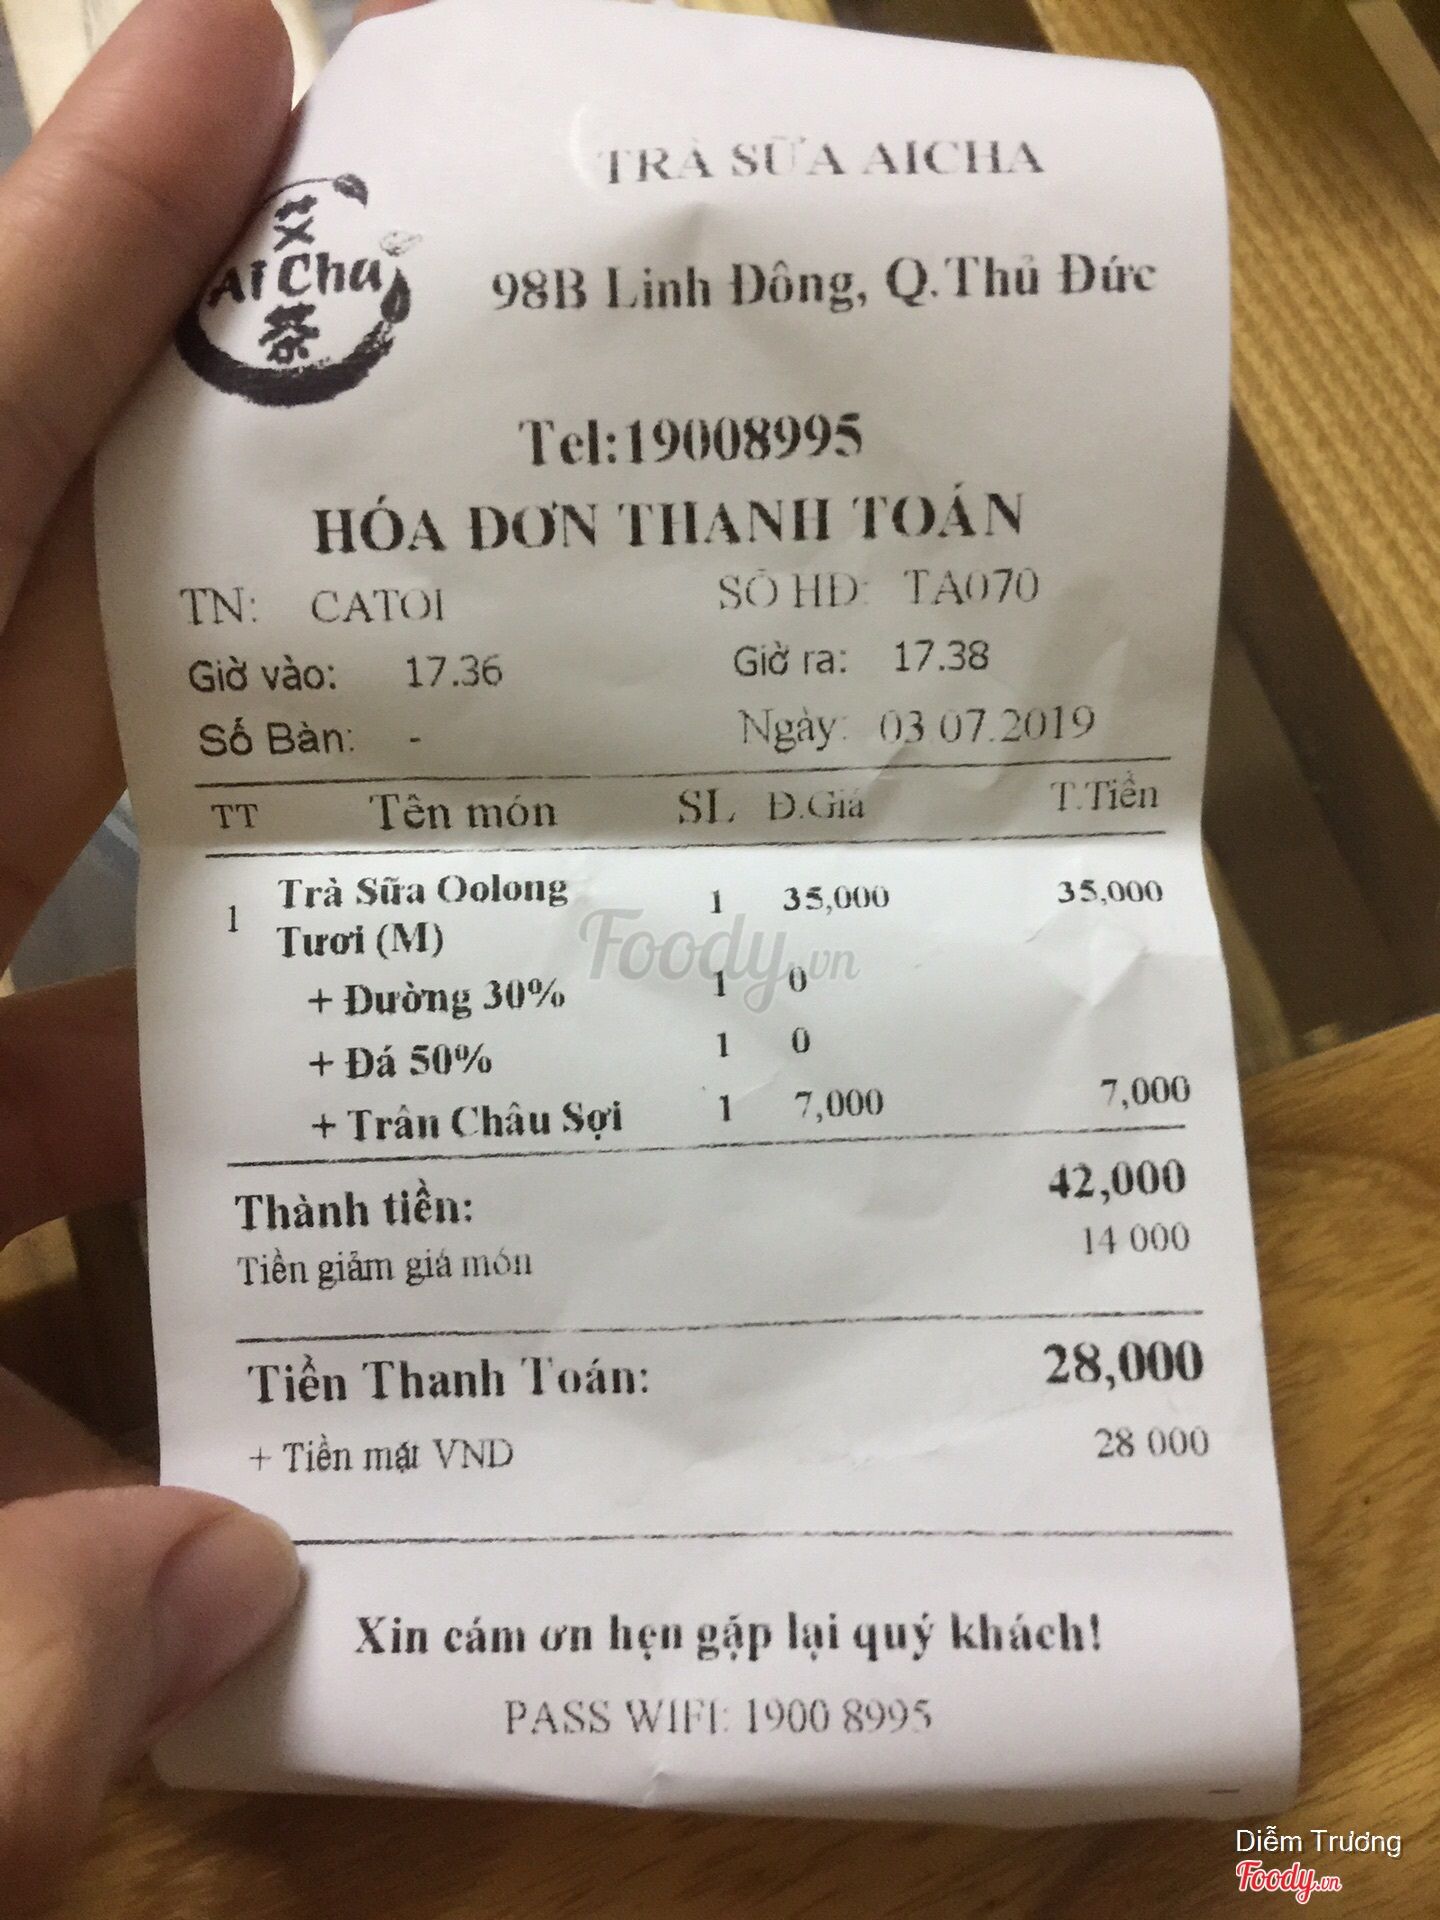 TRÀ SỮA AICHA
Ai Cha
茶
98B Linh Đông, Q.Thủ Đức
Tel:19008995
HÓA ĐƠN THANH TOÁN
TN: CATOI SỐ HĐ: TA070
Giờ vào: 17.36 Giờ ra: 17.38
Số Bàn: - Ngày: 03.07.2019
TT Tên món SL Đ.Giá T.Tiền
1 Trà Sữa Oolong 1 35,000 35,000
Tươi (M)
+ Đường 30% 1 0
+ Đá 50% 1 0
+ Trân Châu Sợi 1 7,000 7,000
Thành tiền: 42,000
Tiền giảm giá món 14 000
Tiền Thanh Toán: 28,000
+ Tiền mặt VND 28 000
Xin cám ơn hẹn gặp lại quý khách!
PASS WIFI: 1900 8995
Foody.vn
Diễm Trương
Foody.vn